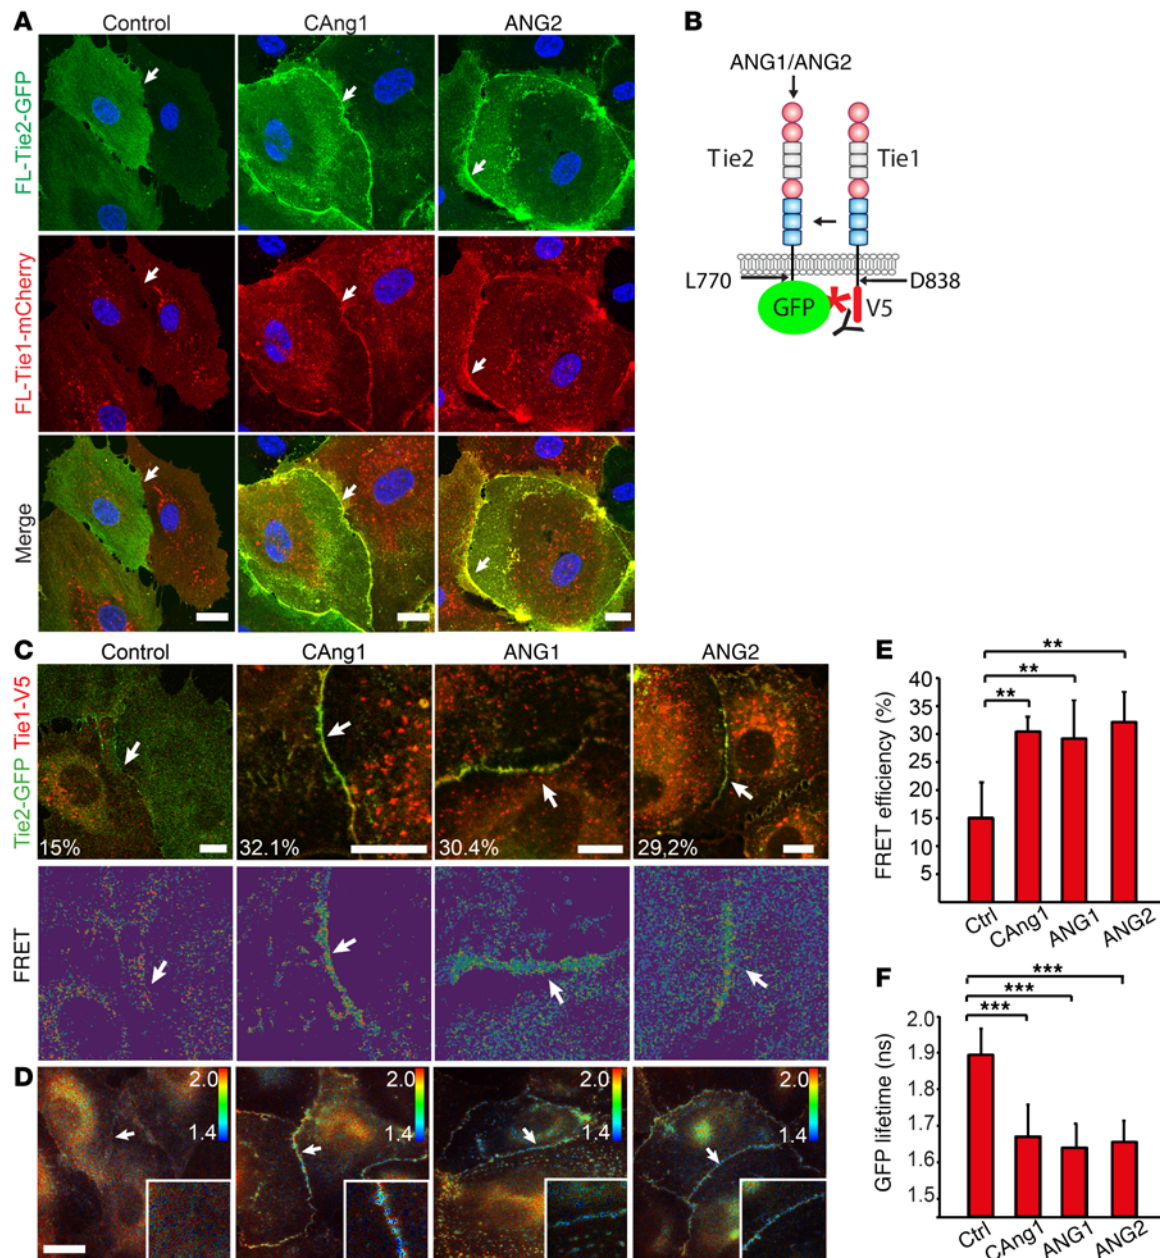 A
Control
CAng1
ANG2
FL-Tie2-GFP
FL-Tie1-mCherry
Merge
B
ANG1/ANG2
Tie2
Tie1
L770
D838
GFP
V5
C
Control
CAng1
ANG1
ANG2
Tie2-GFP Tie1-V5
15%
32.1%
30.4%
29,2%
FRET
D
2.0
1.4
2.0
1.4
2.0
1.4
2.0
1.4
E
**
**
**
FRET efficiency (%)
40
35
30
25
20
15
10
5
Ctrl
CAng1
ANG1
ANG2
F
***
***
***
GFP lifetime (ns)
2.0
1.9
1.8
1.7
1.6
1.5
Ctrl
CAng1
ANG1
ANG2